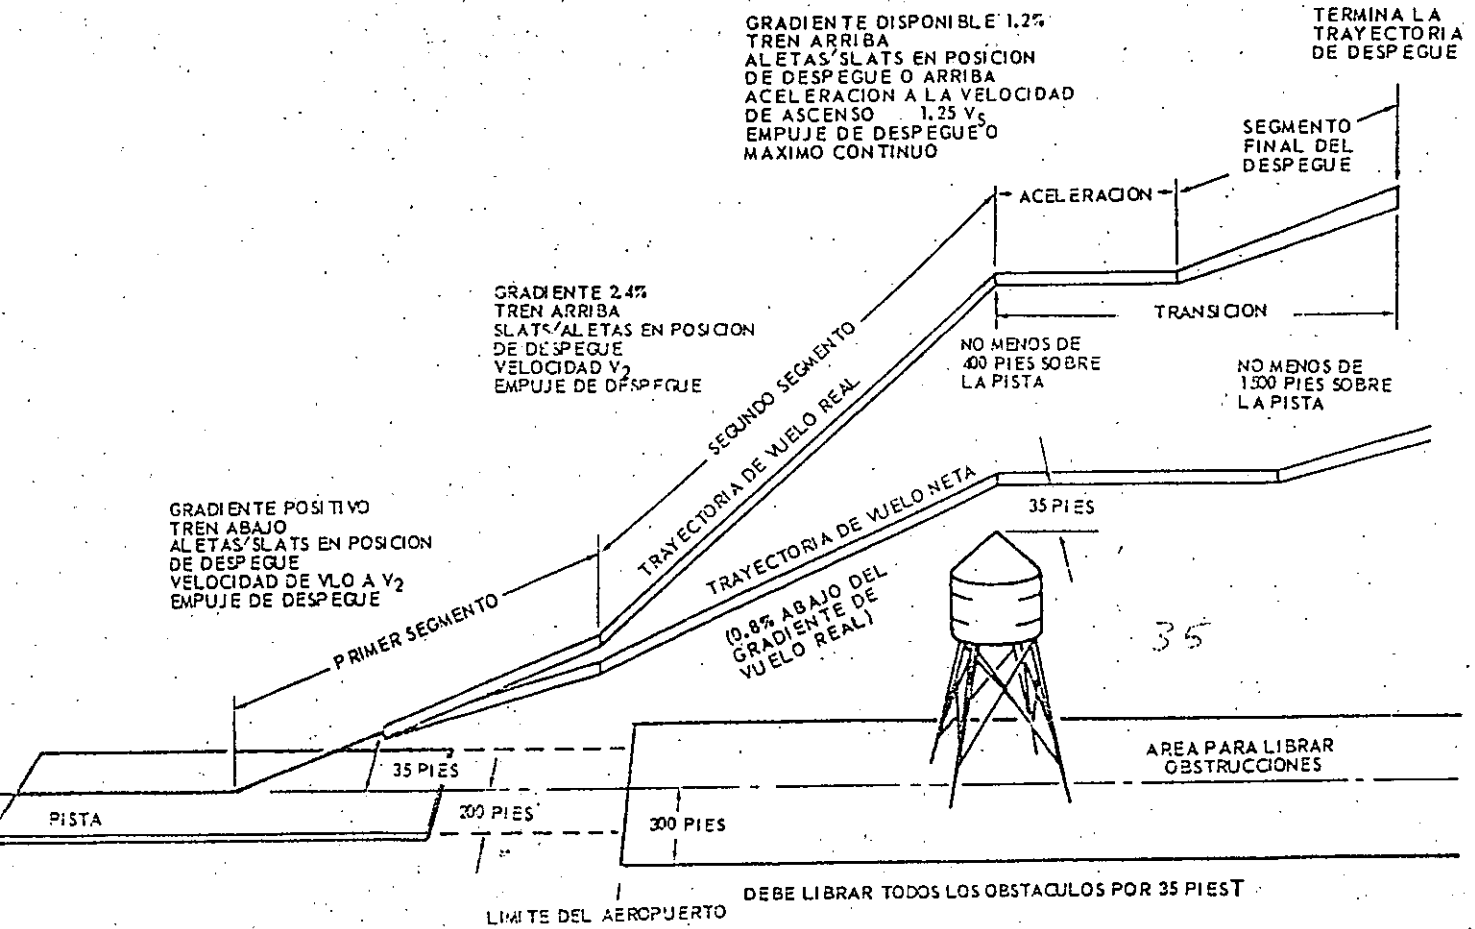 GRADIENTE DISPONIBLE 1.2%
TREN ARRIBA
ALETAS/SLATS EN POSICION
DE DESPEGUE O ARRIBA
ACELERACION A LA VELOCIDAD
DE ASCENSO 1.25 VS
EMPUJE DE DESPEGUE O
MAXIMO CONTINUO
TERMINA LA
TRAYECTORIA
DE DESPEGUE
SEGMENTO
FINAL DEL
DESPEGUE
ACELERACION
TRANSICION
GRADIENTE 2.4%
TREN ARRIBA
SLATS/ALETAS EN POSICION
DE DESPEGUE
VELOCIDAD V2
EMPUJE DE DESPEGUE
SEGUNDO SEGMENTO
TRAYECTORIA DE VUELO REAL
NO MENOS DE
400 PIES SOBRE
LA PISTA
NO MENOS DE
1500 PIES SOBRE
LA PISTA
GRADIENTE POSITIVO
TREN ABAJO
ALETAS/SLATS EN POSICION
DE DESPEGUE
VELOCIDAD DE VLO A V2
EMPUJE DE DESPEGUE
PRIMER SEGMENTO
TRAYECTORIA DE VUELO NETA
(0.8% ABAJO DEL
GRADIENTE DE
VUELO REAL)
35 PIES
35
AREA PARA LIBRAR
OBSTRUCCIONES
35 PIES
200 PIES
300 PIES
PISTA
DEBE LIBRAR TODOS LOS OBSTACULOS POR 35 PIEST
LIMITE DEL AEROPUERTO